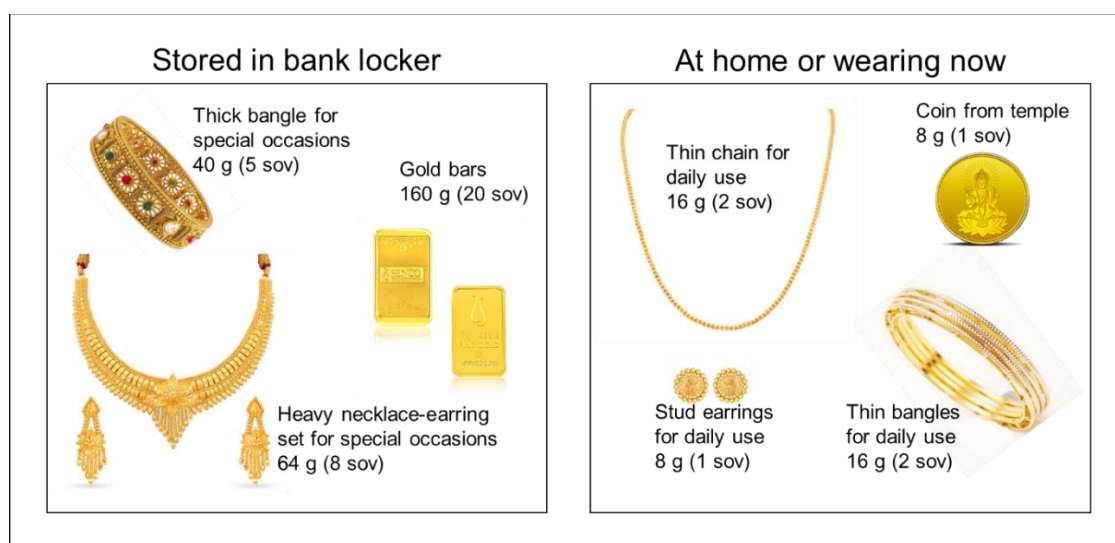 Stored in bank locker
Thick bangle for
special occasions
40 g (5 sov)
Gold bars
160 g (20 sov)
Heavy necklace-earring
set for special occasions
64 g (8 sov)
At home or wearing now
Thin chain for
daily use
16 g (2 sov)
Coin from temple
8 g (1 sov)
Stud earrings
for daily use
8 g (1 sov)
Thin bangles
for daily use
16 g (2 sov)